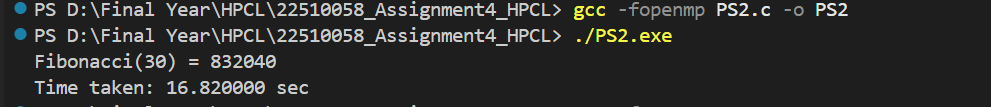 PS D:\Final Year\HPCL\22510058_Assignment4_HPCL> gcc -fopenmp PS2.c -o PS2
PS D:\Final Year\HPCL\22510058_Assignment4_HPCL> ./PS2.exe
Fibonacci(30) = 832040
Time taken: 16.820000 sec